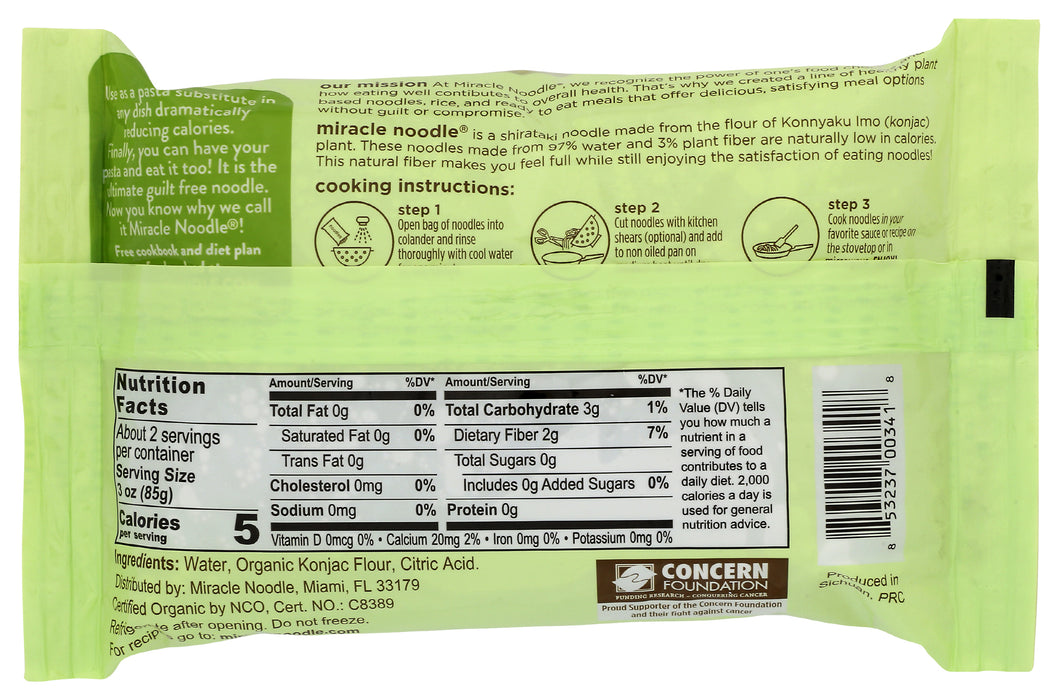 Use as a pasta substitute in
any dish dramatically
reducing calories.
Finally, you can have your
pasta and eat it too! It is the
ultimate guilt free noodle.
Now you know why we call
it Miracle Noodle®!
Free cookbook and diet plan
our mission At Miracle Noodle®, we recognize the power of one's food
how eating well contibutes to overall health. That's why we created a line of healthy plant
based noodles, rice, and ready to eat meals that offer delicious, satisfying meal options
without guilt or compromise.
miracle noodle® is a shirataki noodle made from the flour of Konnyaku Imo (konjac)
plant. These noodles made from 97% water and 3% plant fiber are naturally low in calories.
This natural fiber makes you feel full while still enjoying the satisfaction of eating noodles!
cooking instructions:
step 1
Open bag of noodles into
colander and rinse
thoroughly with cool water
step 2
Cut noodles with kitchen
shears (optional) and add
to non oiled pan on
step 3
Cook noodles in your
favorite sauce or recipe on
the stovetop or in
microwave. ENJOY!
Nutrition
Facts
About 2 servings
per container
Serving Size
3 oz (85g)
Calories 5
per serving
Amount/Serving %DV*
Total Fat 0g 0%
Saturated Fat 0g 0%
Trans Fat 0g
Cholesterol 0mg 0%
Sodium 0mg 0%
Amount/Serving %DV*
Total Carbohydrate 3g 1%
Dietary Fiber 2g 7%
Total Sugars 0g
Includes 0g Added Sugars 0%
Protein 0g
Vitamin D 0mcg 0% • Calcium 20mg 2% • Iron 0mg 0% • Potassium 0mg 0%
*The % Daily
Value (DV) tells
you how much a
nutrient in a
serving of food
contributes to a
daily diet. 2,000
calories a day is
used for general
nutrition advice.
8 53237 00341 8
Ingredients: Water, Organic Konjac Flour, Citric Acid.
Distributed by: Miracle Noodle, Miami, FL 33179
Certified Organic by NCO, Cert. NO.: C8389
Refrigerate after opening. Do not freeze.
For recipes go to: miraclenoodle.com
CONCERN
FOUNDATION
FUNDING RESEARCH - CONQUERING CANCER
Proud Supporter of the Concern Foundation
and their fight against cancer
Produced in
Sichuan, PRC